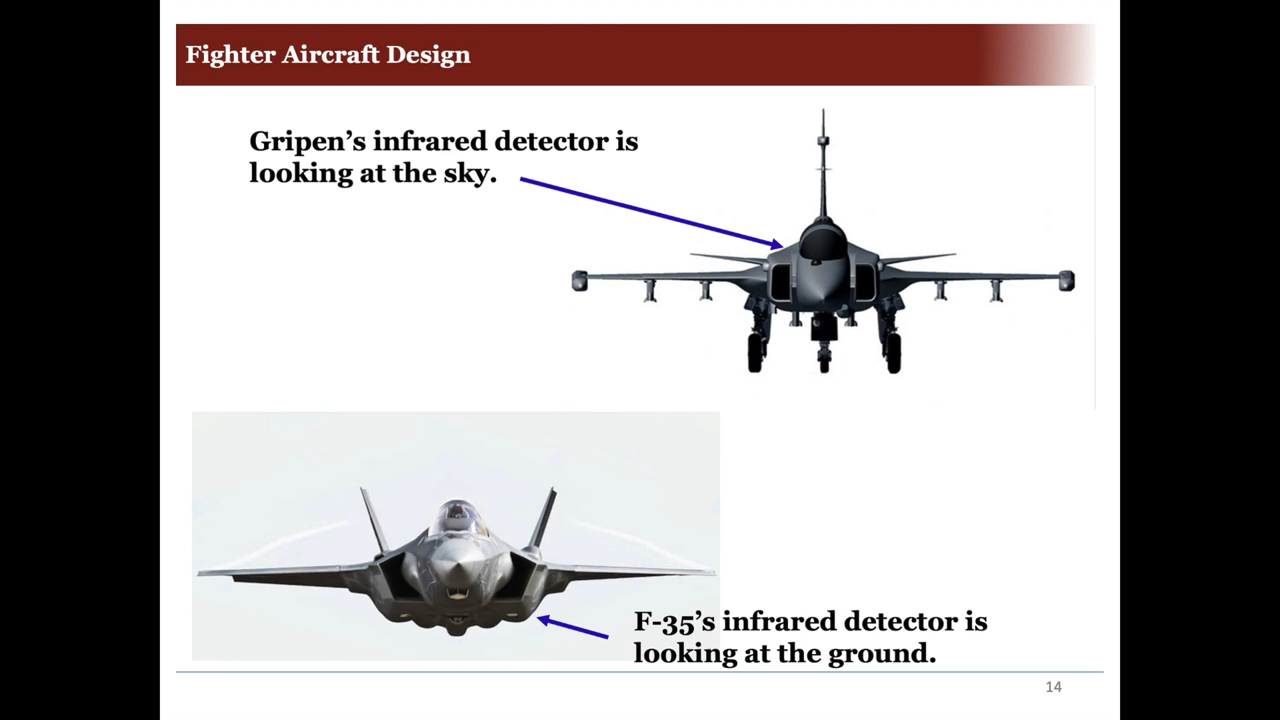 Fighter Aircraft Design
Gripen’s infrared detector is
looking at the sky.
F-35’s infrared detector is
looking at the ground.
14